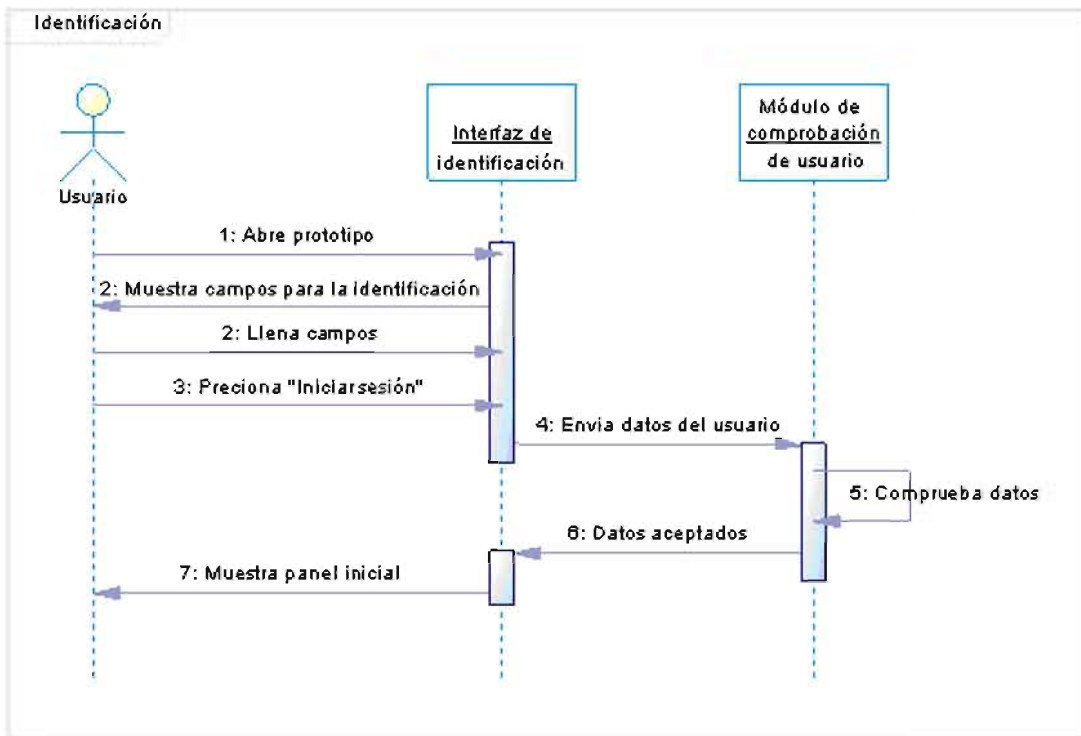 Identificación
Usuario
Interfaz de
identificación
Módulo de
comprobación
de usuario
1: Abre prototipo
2: Muestra campos para la identificación
2: Llena campos
3: Preciona "Iniciarsesión"
4: Envia datos del usuario
5: Comprueba datos
6: Datos aceptados
7: Muestra panel inicial